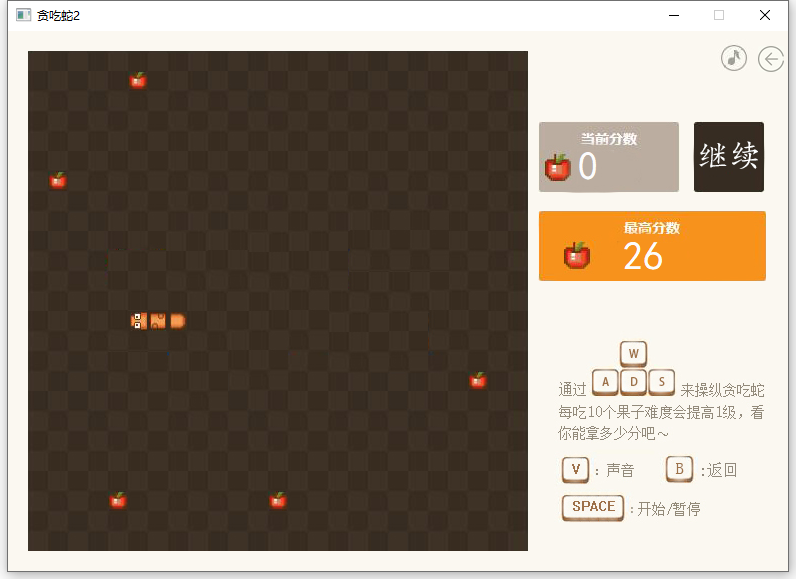 贪吃蛇2
当前分数
0
继续
最高分数
26
W
通过 A D S 来操纵贪吃蛇
每吃10个果子难度会提高1级，看
你能拿多少分吧～
V ：声音 B :返回
SPACE :开始/暂停